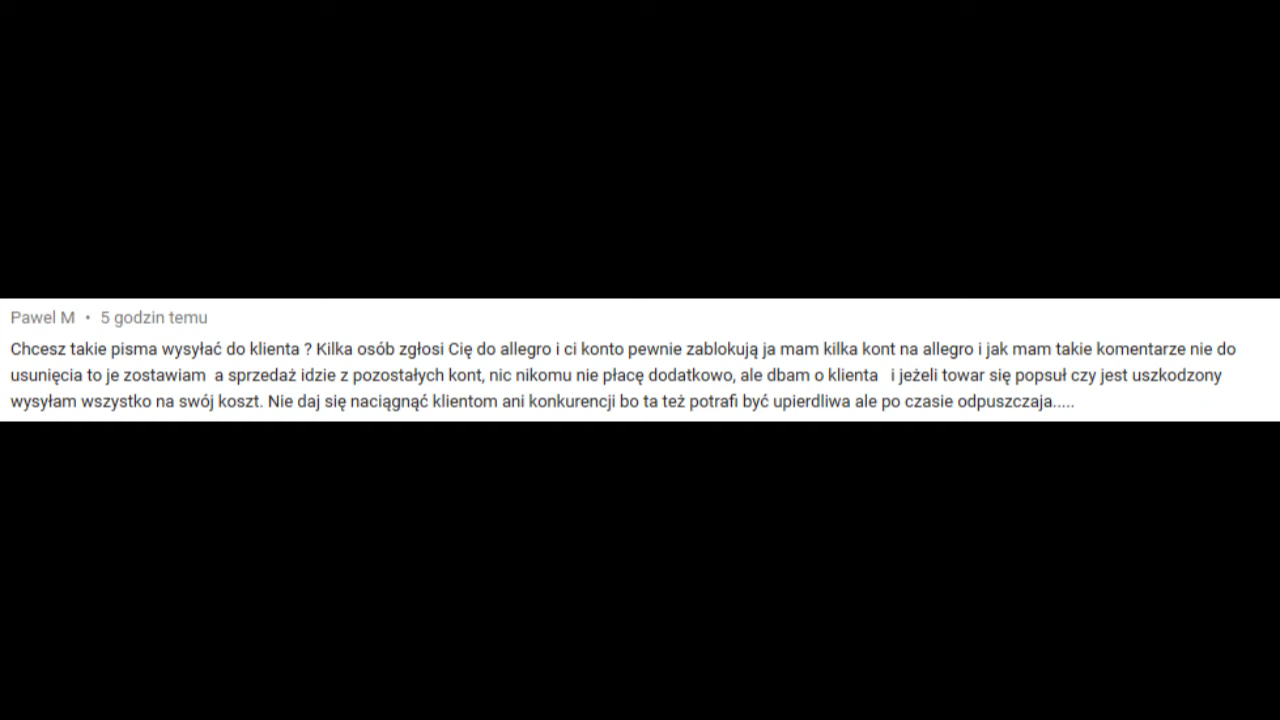 Pawel M • 5 godzin temu
Chcesz takie pisma wysyłać do klienta ? Kilka osób zgłosi Cię do allegro i ci konto pewnie zablokują ja mam kilka kont na allegro i jak mam takie komentarze nie do
usunięcia to je zostawiam  a sprzedaż idzie z pozostałych kont, nic nikomu nie płacę dodatkowo, ale dbam o klienta   i jeżeli towar się popsuł czy jest uszkodzony
wysyłam wszystko na swój koszt. Nie daj się naciągnąć klientom ani konkurencji bo ta też potrafi być upierdliwa ale po czasie odpuszczaja.....